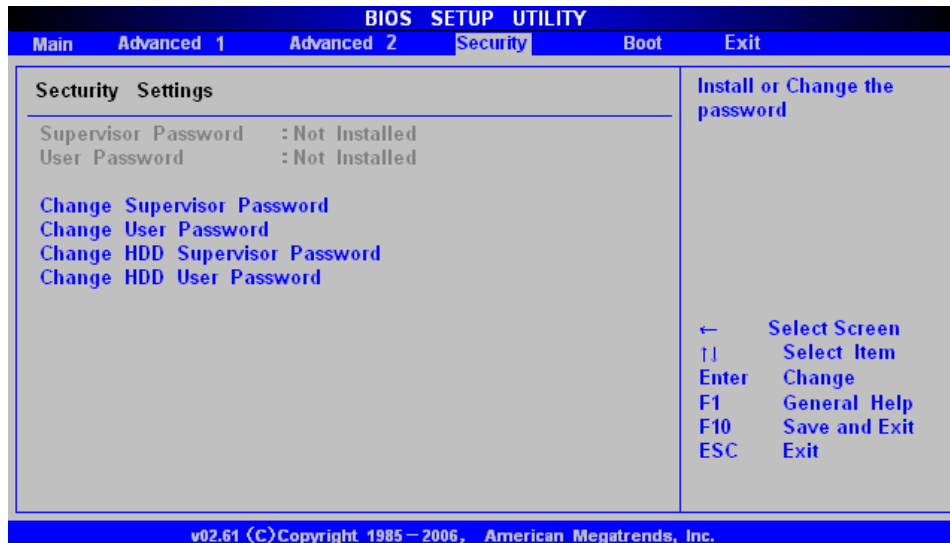 BIOS SETUP UTILITY
Main Advanced 1 Advanced 2 Security Boot Exit
Secturity Settings
Supervisor Password : Not Installed
User Password : Not Installed
Change Supervisor Password
Change User Password
Change HDD Supervisor Password
Change HDD User Password
Install or Change the
password
← Select Screen
↑↓ Select Item
Enter Change
F1 General Help
F10 Save and Exit
ESC Exit
v02.61 (C)Copyright 1985-2006, American Megatrends, Inc.